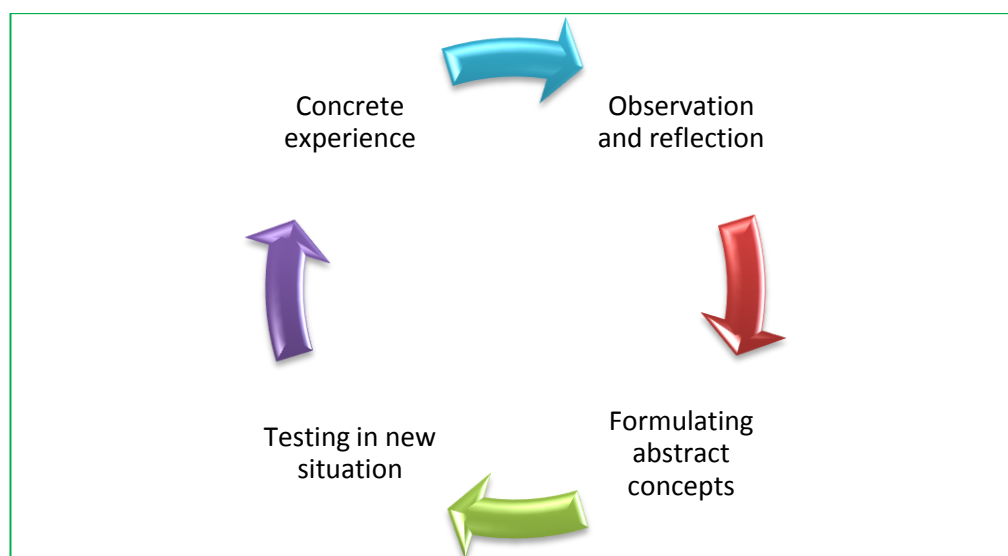 Concrete
experience
Observation
and reflection
Formulating
abstract
concepts
Testing in new
situation